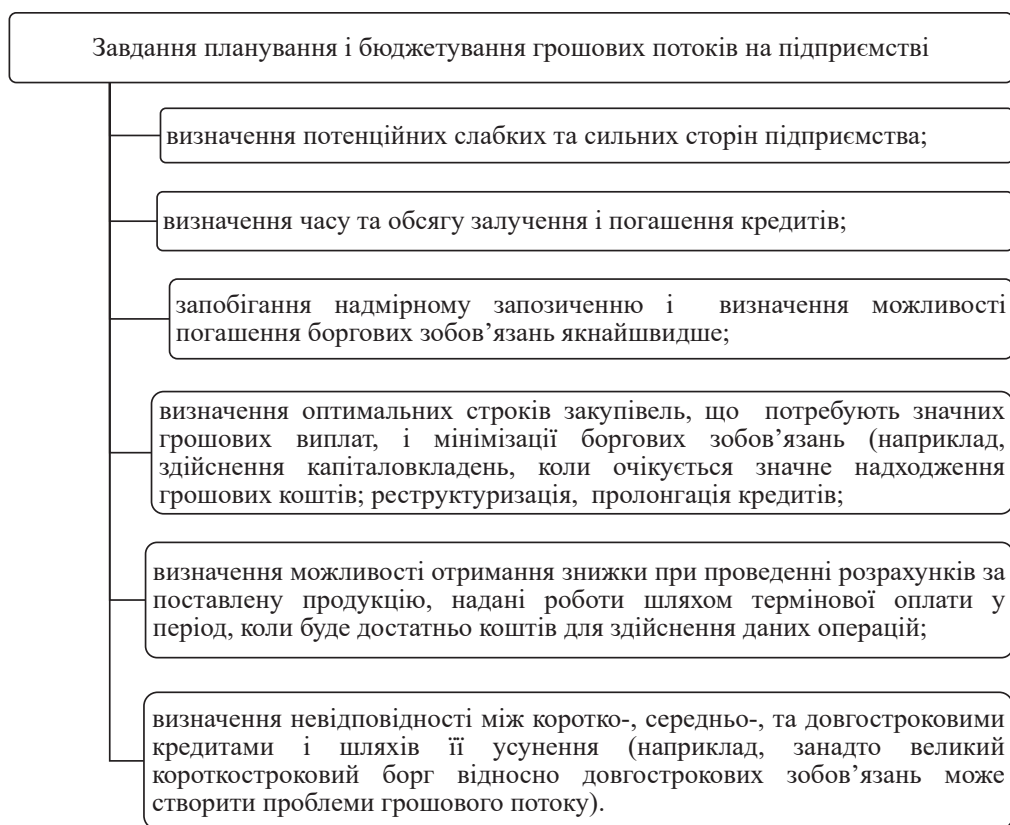 Завдання планування і бюджетування грошових потоків на підприємстві
визначення потенційних слабких та сильних сторін підприємства;
визначення часу та обсягу залучення і погашення кредитів;
запобігання надмірному запозиченню і визначення можливості
погашення боргових зобов’язань якнайшвидше;
визначення оптимальних строків закупівель, що потребують значних
грошових виплат, і мінімізації боргових зобов’язань (наприклад,
здійснення капіталовкладень, коли очікується значне надходження
грошових коштів; реструктуризація, пролонгація кредитів;
визначення можливості отримання знижки при проведенні розрахунків за
поставлену продукцію, надані роботи шляхом термінової оплати у
період, коли буде достатньо коштів для здійснення даних операцій;
визначення невідповідності між коротко-, середньо-, та довгостроковими
кредитами і шляхів її усунення (наприклад, занадто великий
короткостроковий борг відносно довгострокових зобов’язань може
створити проблеми грошового потоку).